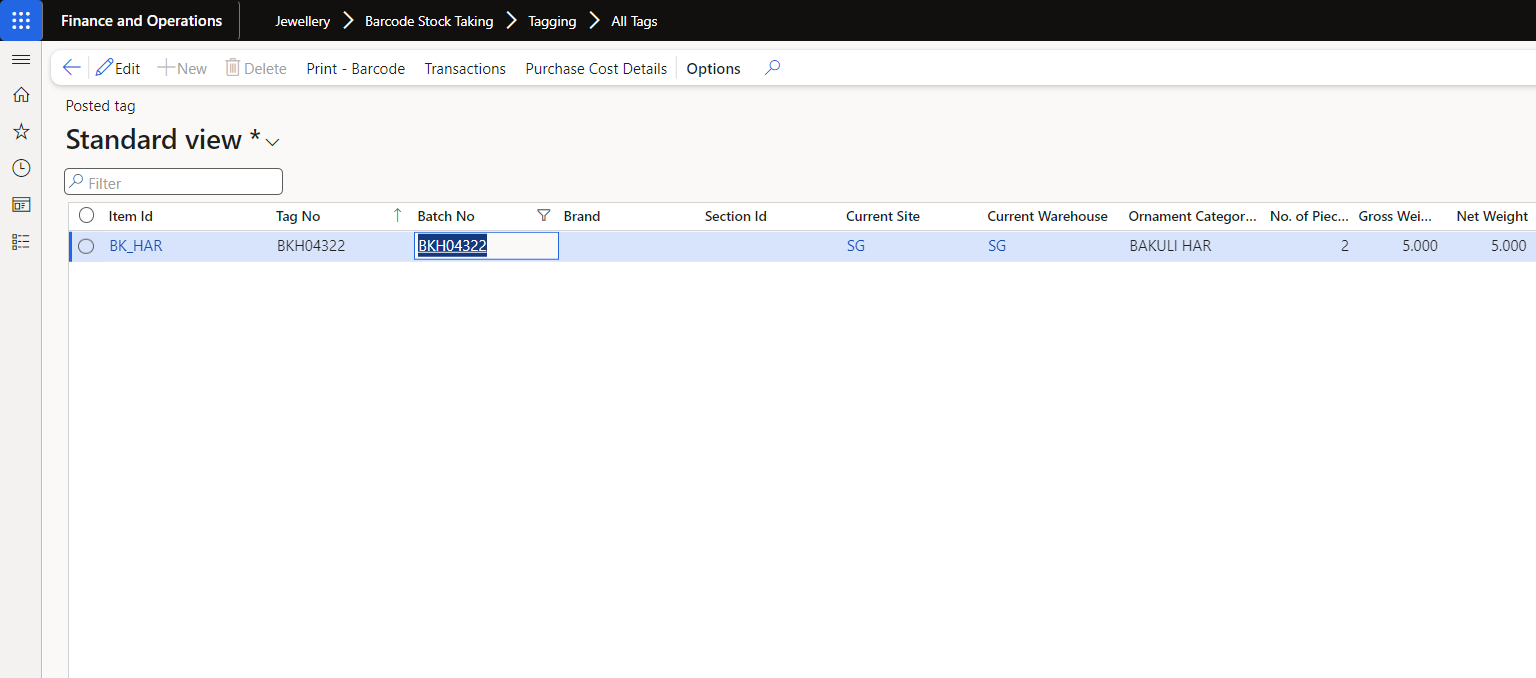 Finance and Operations Jewellery Barcode Stock Taking Tagging All Tags
Edit New Delete Print - Barcode Transactions Purchase Cost Details Options
Posted tag
Standard view *
Filter
Item Id Tag No Batch No Brand Section Id Current Site Current Warehouse Ornament Categor... No. of Piec... Gross Wei... Net Weight
BK_HAR BKH04322 BKH04322 SG SG BAKULI HAR 2 5.000 5.000